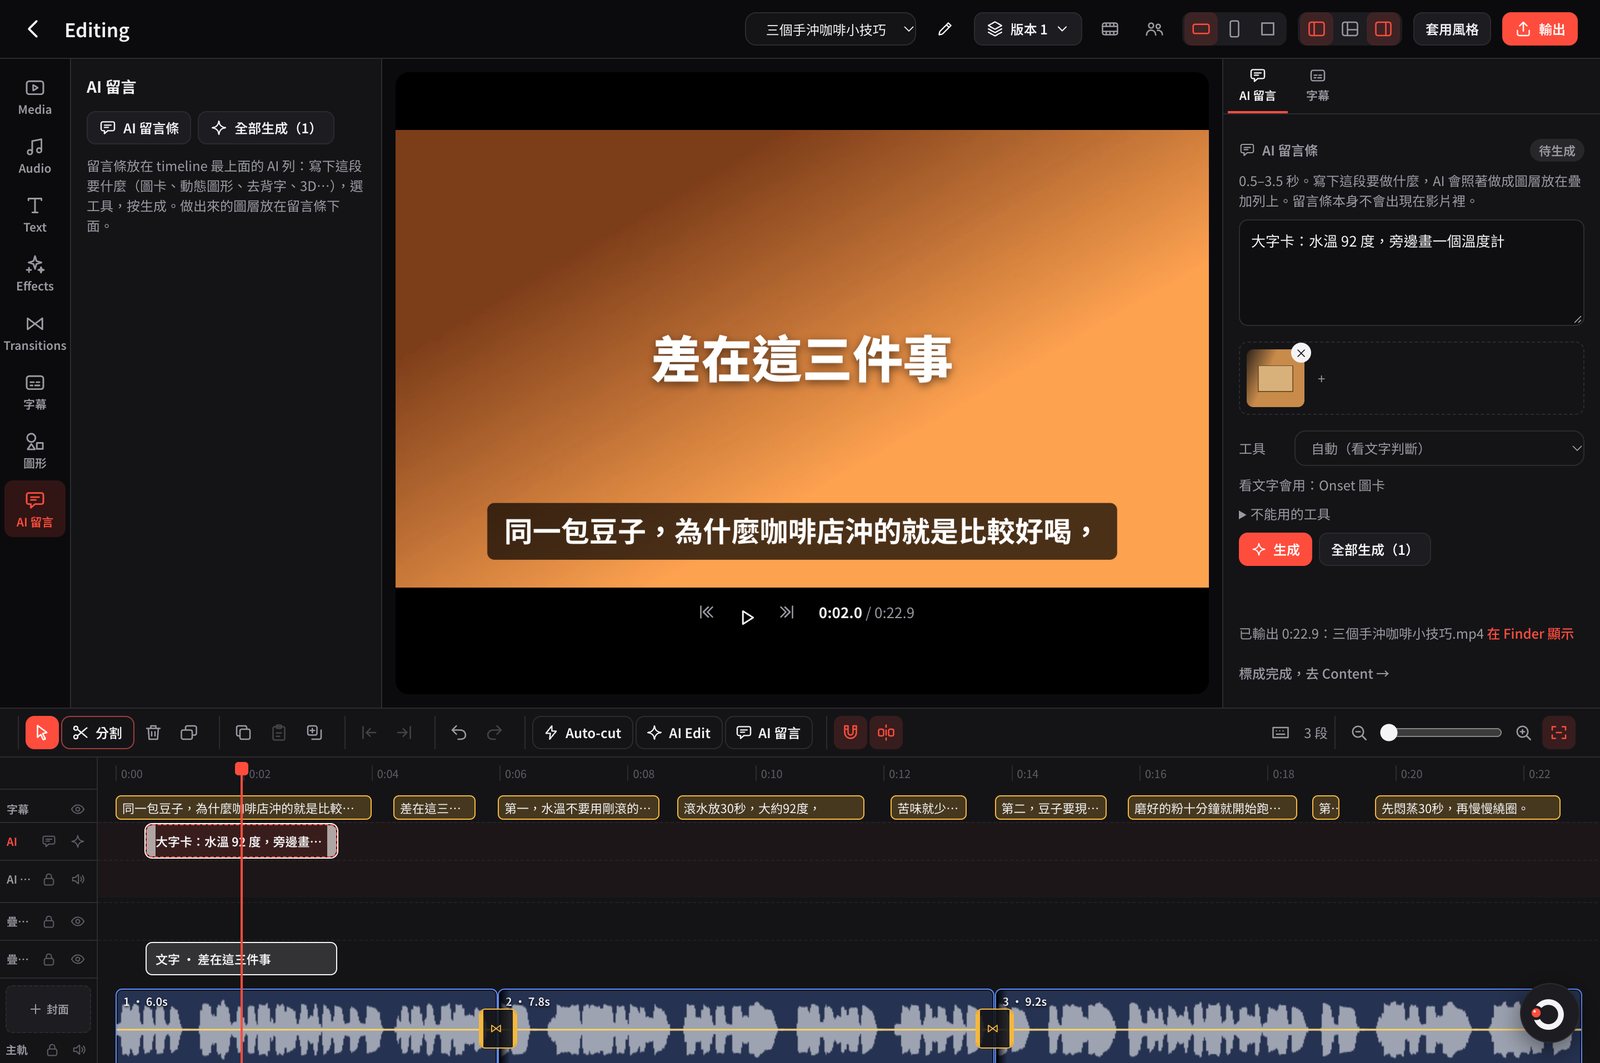 Editing
三個手沖咖啡小技巧
版本 1
套用風格
輸出
Media
Audio
Text
Effects
Transitions
字幕
圖形
AI 留言
AI 留言
AI 留言條
全部生成（1）
留言條放在 timeline 最上面的 AI 列：寫下這段
要什麼（圖卡、動態圖形、去背字、3D…），選
工具，按生成。做出來的圖層放在留言條下
面。
差在這三件事
同一包豆子，為什麼咖啡店沖的就是比較好喝，
0:02.0 / 0:22.9
AI 留言
字幕
AI 留言條
待生成
0.5–3.5 秒。寫下這段要做什麼，AI 會照著做成圖層放在疊
加列上。留言條本身不會出現在影片裡。
大字卡：水溫 92 度，旁邊畫一個溫度計
+
工具
自動（看文字判斷）
看文字會用：Onset 圖卡
不能用的工具
生成
全部生成（1）
已輸出 0:22.9：三個手沖咖啡小技巧.mp4 在 Finder 顯示
標成完成，去 Content →
分割
Auto-cut
AI Edit
AI 留言
3 段
0:00
0:02
0:04
0:06
0:08
0:10
0:12
0:14
0:16
0:18
0:20
0:22
字幕
同一包豆子，為什麼咖啡店沖的就是比較…
差在這三…
第一，水溫不要用剛滾的…
滾水放30秒，大約92度，
苦味就少…
第二，豆子要現…
磨好的粉十分鐘就開始跑…
第…
先悶蒸30秒，再慢慢繞圈。
AI
大字卡：水溫 92 度，旁邊畫…
AI …
疊…
疊…
文字 · 差在這三件事
+ 封面
1 · 6.0s
2 · 7.8s
3 · 9.2s
主軌